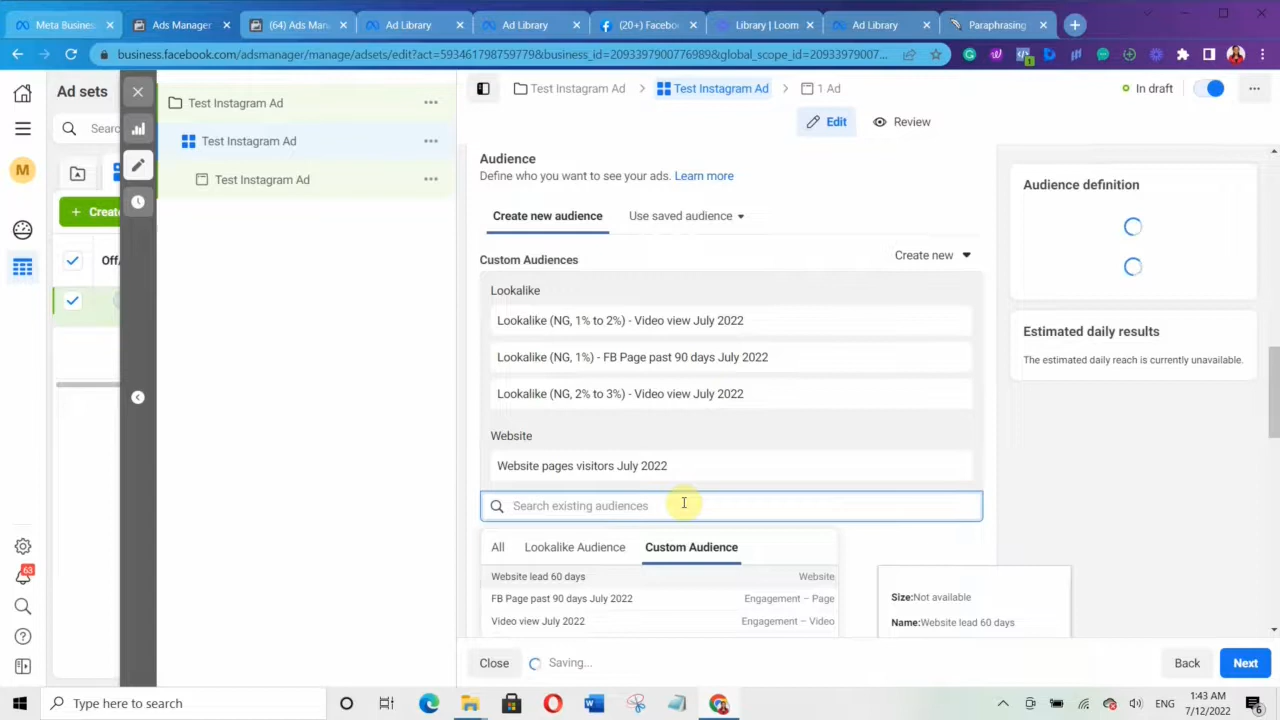 Meta Busines
Ads Manager
(64) Ads Man
Ad Library
Ad Library
(20+) Facebo
Library | Loom
Ad Library
Paraphrasing
business.facebook.com/adsmanager/manage/adsets/edit?act=593461798759779&business_id=2093397900776989&global_scope_id=20933979007...
Ad sets
Searc
Create
Off/
M
63
Test Instagram Ad
Test Instagram Ad
Test Instagram Ad
Test Instagram Ad
Test Instagram Ad
1 Ad
In draft
Edit
Review
Audience
Define who you want to see your ads. Learn more
Create new audience
Use saved audience
Custom Audiences
Create new
Lookalike
Lookalike (NG, 1% to 2%) - Video view July 2022
Lookalike (NG, 1%) - FB Page past 90 days July 2022
Lookalike (NG, 2% to 3%) - Video view July 2022
Website
Website pages visitors July 2022
Search existing audiences
All
Lookalike Audience
Custom Audience
Website lead 60 days
Website
FB Page past 90 days July 2022
Engagement – Page
Video view July 2022
Engagement – Video
Size:Not available
Name:Website lead 60 days
Audience definition
Estimated daily results
The estimated daily reach is currently unavailable.
Close
Saving...
Back
Next
Type here to search
ENG
1:43 AM
7/12/2022
6